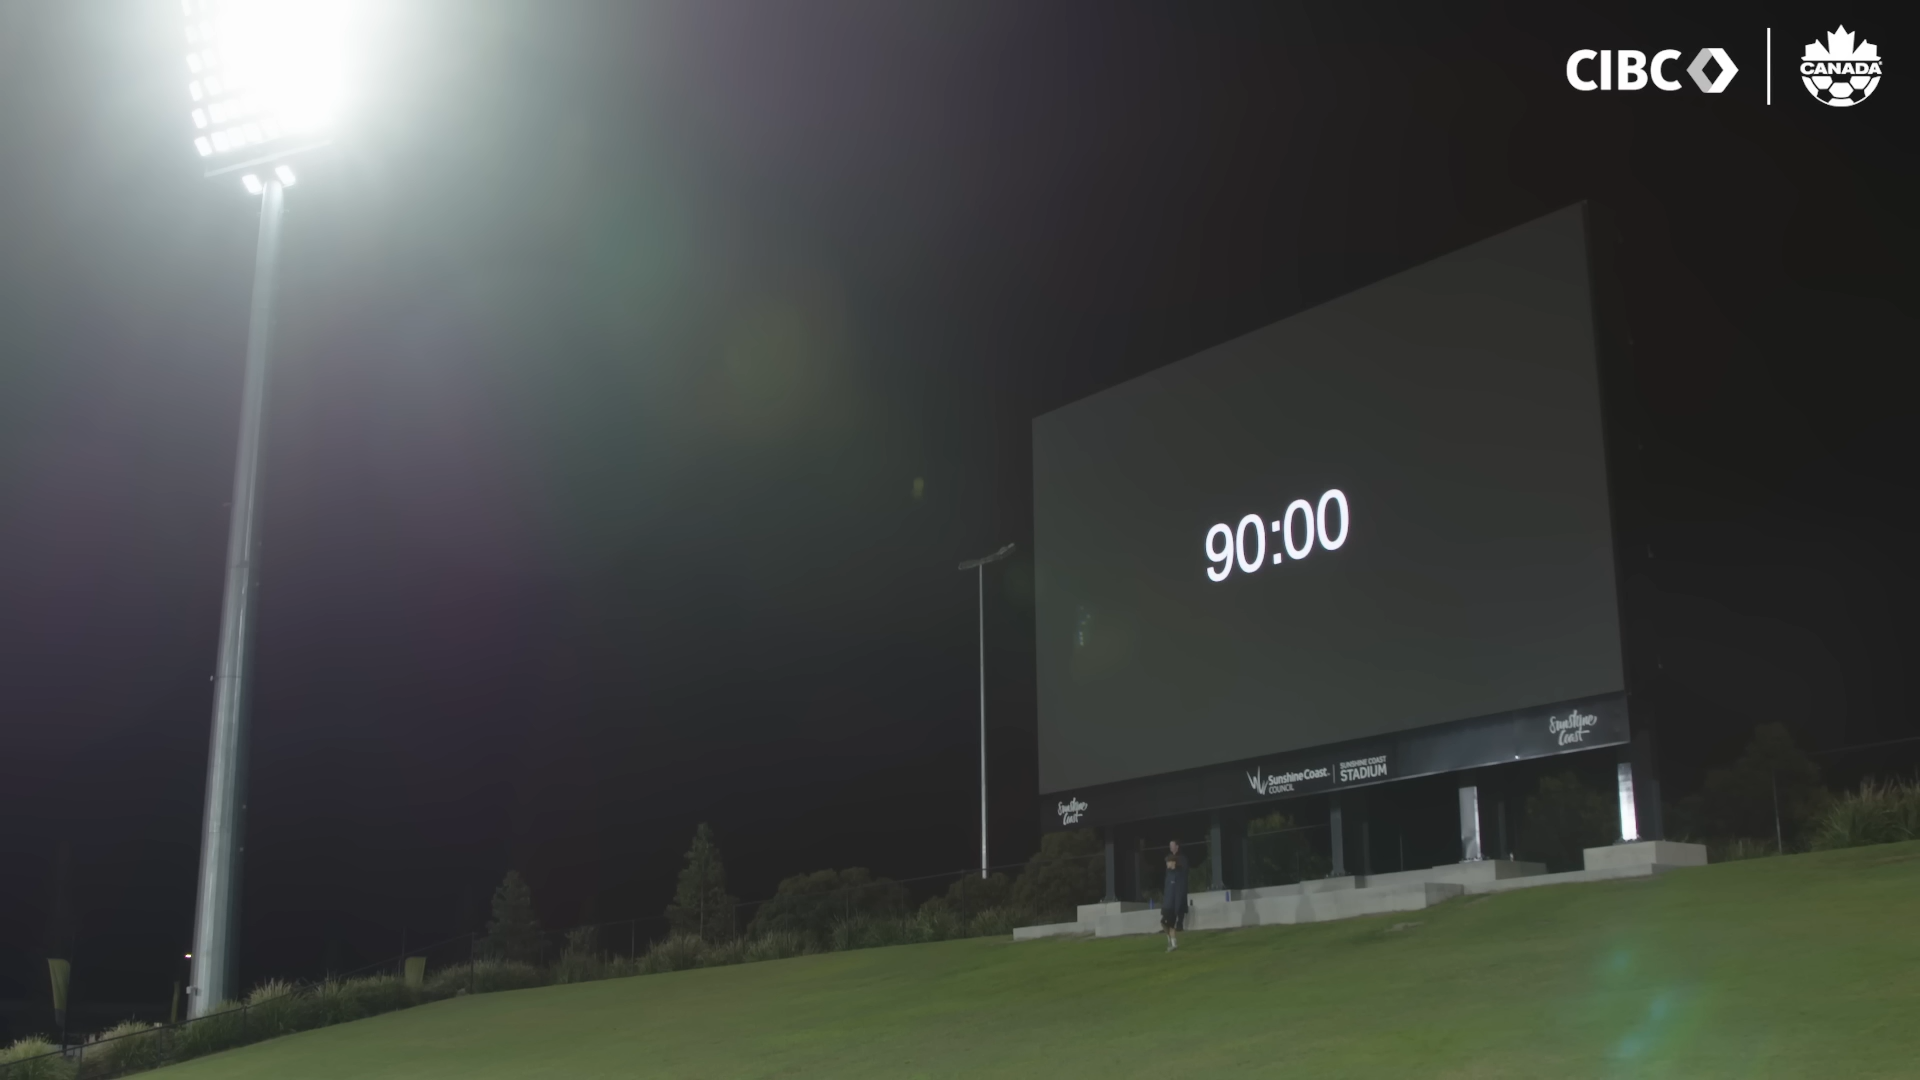 CIBC
CANADA
90:00
Sunshine Coast
Sunshine Coast.
COUNCIL
SUNSHINE COAST
STADIUM
Sunshine
Coast